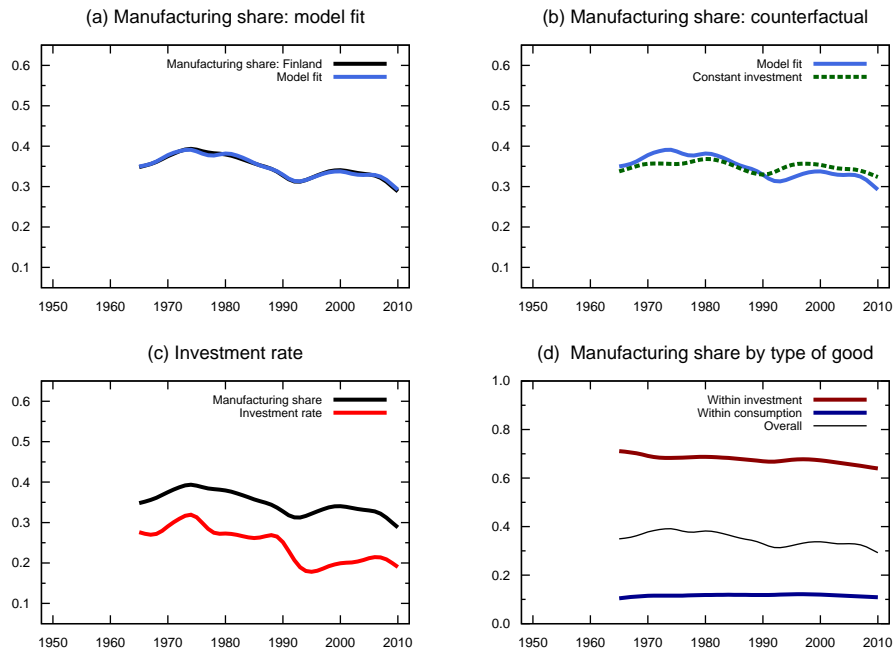 (a) Manufacturing share: model fit
0.6
0.5
0.4
0.3
0.2
0.1
Manufacturing share: Finland
Model fit
1950 1960 1970 1980 1990 2000 2010
(b) Manufacturing share: counterfactual
0.6
0.5
0.4
0.3
0.2
0.1
Model fit
Constant investment
1950 1960 1970 1980 1990 2000 2010
(c) Investment rate
0.6
0.5
0.4
0.3
0.2
0.1
Manufacturing share
Investment rate
1950 1960 1970 1980 1990 2000 2010
(d) Manufacturing share by type of good
1.0
0.8
0.6
0.4
0.2
0.0
Within investment
Within consumption
Overall
1950 1960 1970 1980 1990 2000 2010